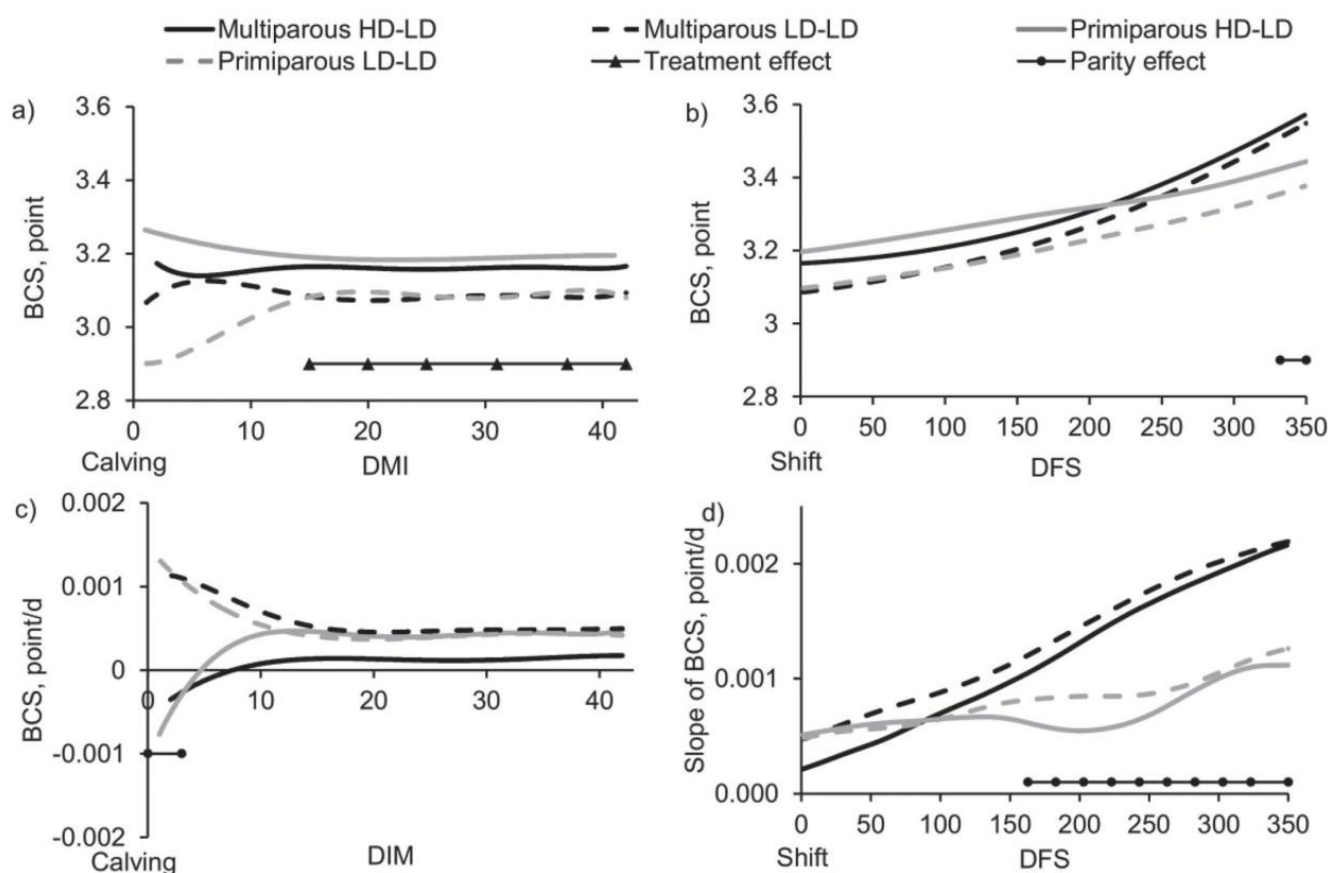 Multiparous HD-LD Multiparous LD-LD Primiparous HD-LD
Primiparous LD-LD Treatment effect Parity effect
a)
BCS, point
3.6
3.4
3.2
3.0
2.8
0 10 20 30 40
Calving DMI
b)
BCS, point
3.6
3.4
3.2
3
2.8
0 50 100 150 200 250 300 350
Shift DFS
c)
BCS, point/d
0.002
0.001
0
-0.001
-0.002
0 10 20 30 40
Calving DIM
d)
Slope of BCS, point/d
0.002
0.001
0.000
0 50 100 150 200 250 300 350
Shift DFS